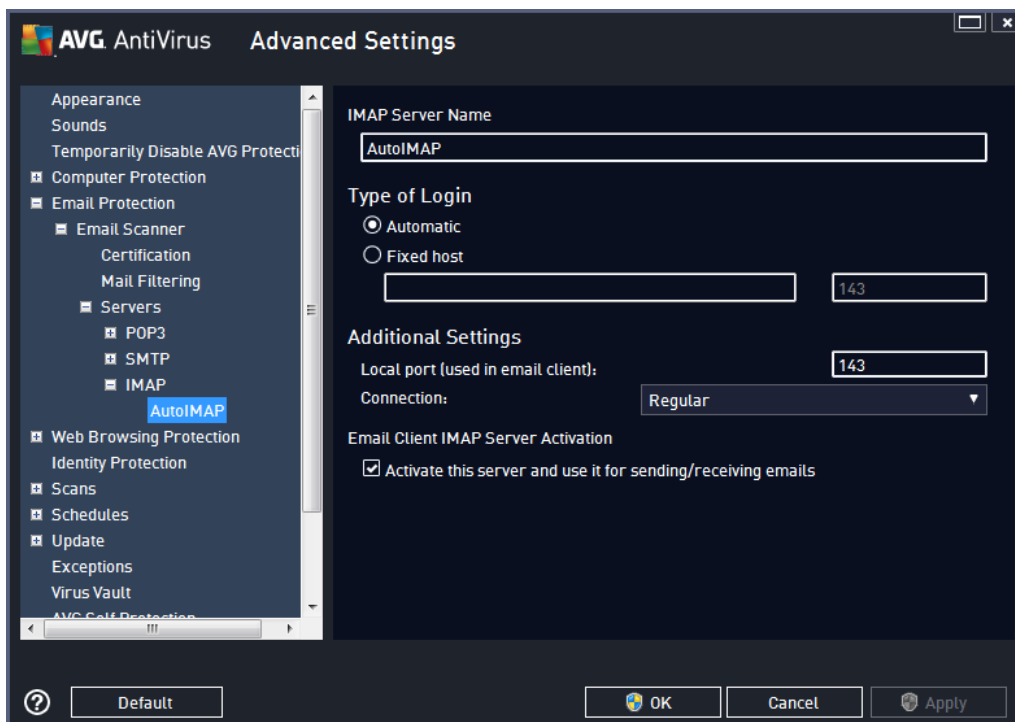 AVG. AntiVirus Advanced Settings
Appearance
Sounds
Temporarily Disable AVG Protecti
Computer Protection
Email Protection
Email Scanner
Certification
Mail Filtering
Servers
POP3
SMTP
IMAP
AutoIMAP
Web Browsing Protection
Identity Protection
Scans
Schedules
Update
Exceptions
Virus Vault
AVG Self Protection
IMAP Server Name
AutoIMAP
Type of Login
Automatic
Fixed host
143
Additional Settings
Local port (used in email client): 143
Connection: Regular
Email Client IMAP Server Activation
Activate this server and use it for sending/receiving emails
Default
OK
Cancel
Apply